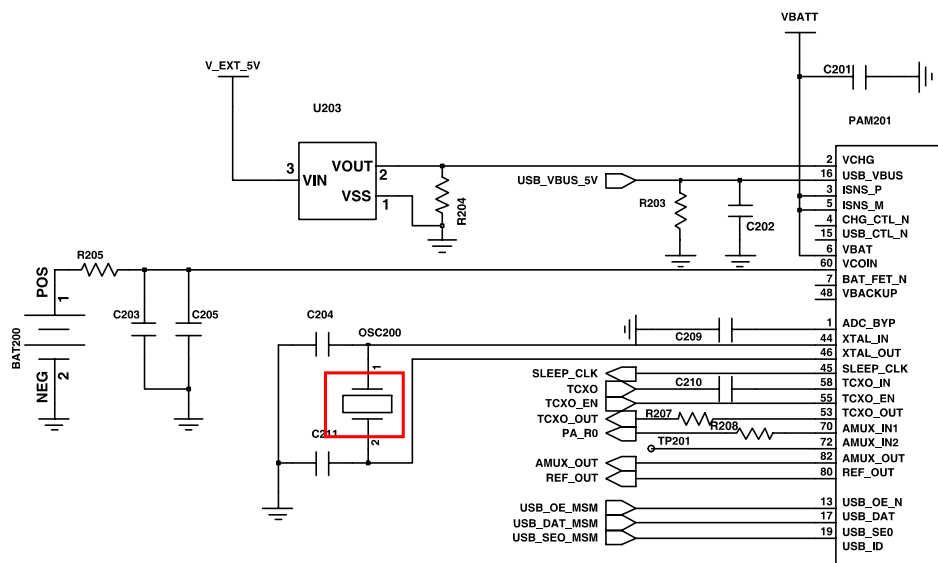 VBATT
C201
V_EXT_5V
U203
PAM201
3
VIN
VOUT
2
VSS
1
R204
USB_VBUS_5V
R203
C202
2 VCHG
16 USB_VBUS
3 ISNS_P
5 ISNS_M
4 CHG_CTL_N
15 USB_CTL_N
6 VBAT
60 VCOIN
7 BAT_FET_N
48 VBACKUP
R205
POS
1
BAT200
NEG
2
C203
C205
C204
OSC200
1
2
C211
C209
1 ADC_BYP
44 XTAL_IN
46 XTAL_OUT
SLEEP_CLK
45 SLEEP_CLK
TCXO
C210
58 TCXO_IN
TCXO_EN
55 TCXO_EN
TCXO_OUT
R207
53 TCXO_OUT
PA_R0
R208
70 AMUX_IN1
TP201
72 AMUX_IN2
AMUX_OUT
82 AMUX_OUT
REF_OUT
80 REF_OUT
USB_OE_MSM
13 USB_OE_N
USB_DAT_MSM
17 USB_DAT
USB_SEO_MSM
19 USB_SE0
USB_ID